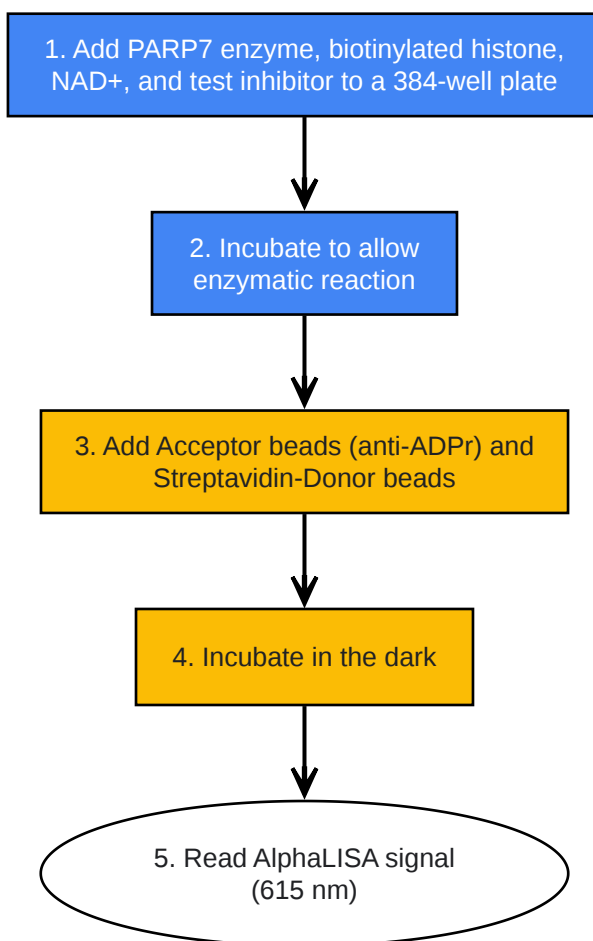 1. Add PARP7 enzyme, biotinylated histone,
NAD+, and test inhibitor to a 384-well plate
2. Incubate to allow
enzymatic reaction
3. Add Acceptor beads (anti-ADPr) and
Streptavidin-Donor beads
4. Incubate in the dark
5. Read AlphaLISA signal
(615 nm)